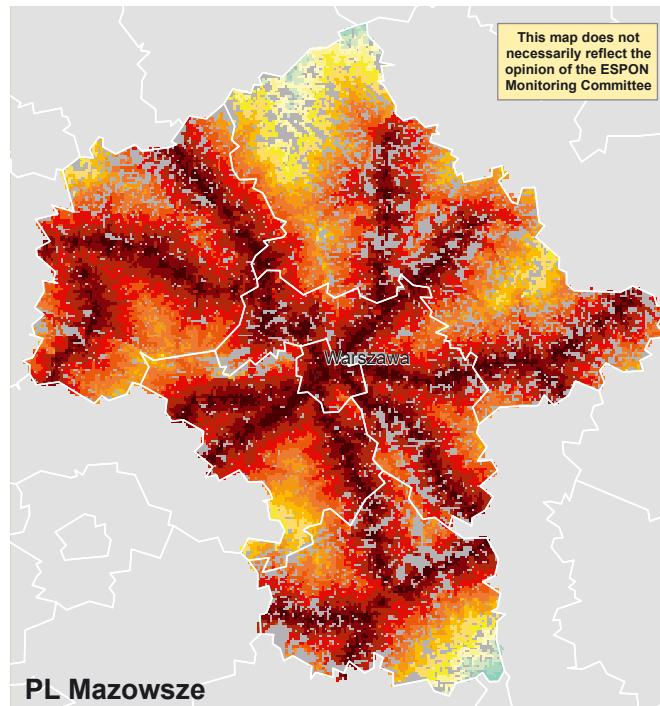 This map does not
necessarily reflect the
opinion of the ESPON
Monitoring Committee
Warszawa
PL Mazowsze